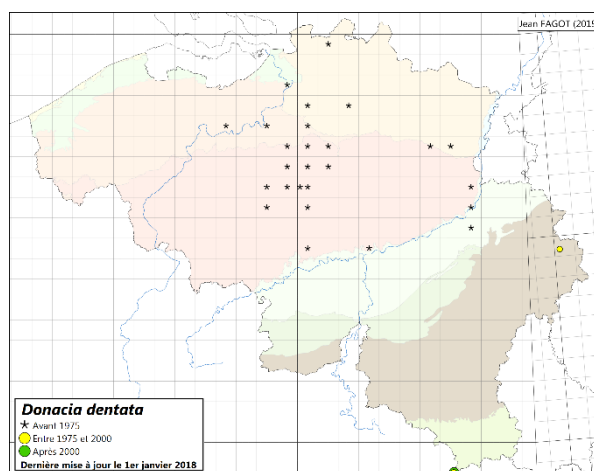 Jean FAGOT (2019
Donacia dentata
Avant 1975
Entre 1975 et 2000
Après 2000
Dernière mise à jour le 1er janvier 2018